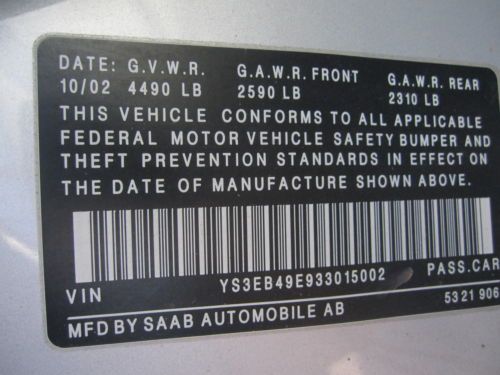 DATE: G.V.W.R. G.A.W.R. FRONT G.A.W.R. REAR
10/02 4490 LB 2590 LB 2310 LB
THIS VEHICLE CONFORMS TO ALL APPLICABLE
FEDERAL MOTOR VEHICLE SAFETY BUMPER AND
THEFT PREVENTION STANDARDS IN EFFECT ON
THE DATE OF MANUFACTURE SHOWN ABOVE.
VIN YS3EB49E933015002 PASS.CAR
MFD BY SAAB AUTOMOBILE AB 53 21 906